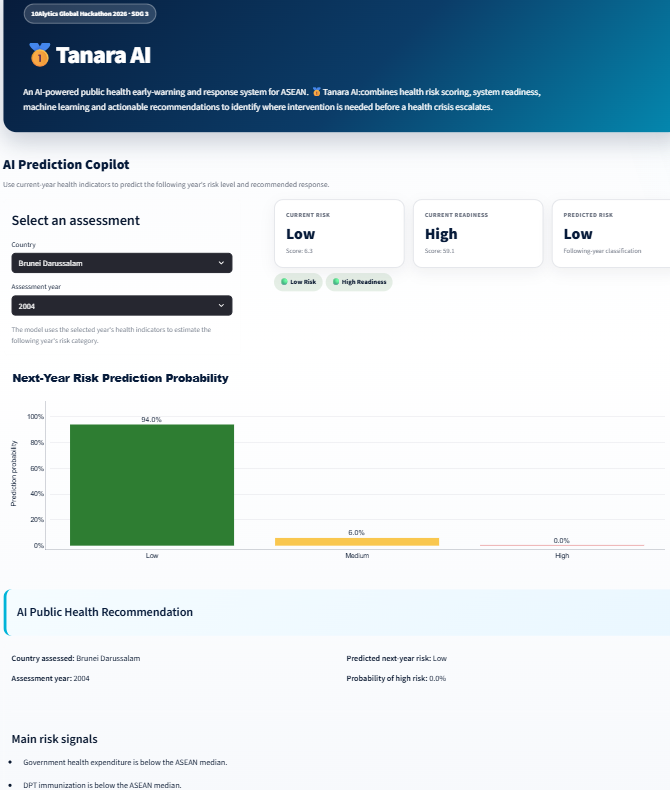 10Alytics Global Hackathon 2026 · SDG 3
1 Tanara AI
An AI-powered public health early-warning and response system for ASEAN. Tanara AI:combines health risk scoring, system readiness,
machine learning and actionable recommendations to identify where intervention is needed before a health crisis escalates.
AI Prediction Copilot
Use current-year health indicators to predict the following year's risk level and recommended response.
Select an assessment
Country
Brunei Darussalam
Assessment year
2004
The model uses the selected year's health indicators to estimate the
following year's risk category.
CURRENT RISK
Low
Score: 6.3
CURRENT READINESS
High
Score: 59.1
PREDICTED RISK
Low
Following-year classification
Low Risk
High Readiness
Next-Year Risk Prediction Probability
Prediction probability
100%
80%
60%
40%
20%
0%
94.0%
6.0%
0.0%
Low
Medium
High
AI Public Health Recommendation
Country assessed: Brunei Darussalam
Predicted next-year risk: Low
Assessment year: 2004
Probability of high risk: 0.0%
Main risk signals
• Government health expenditure is below the ASEAN median.
• DPT immunization is below the ASEAN median.